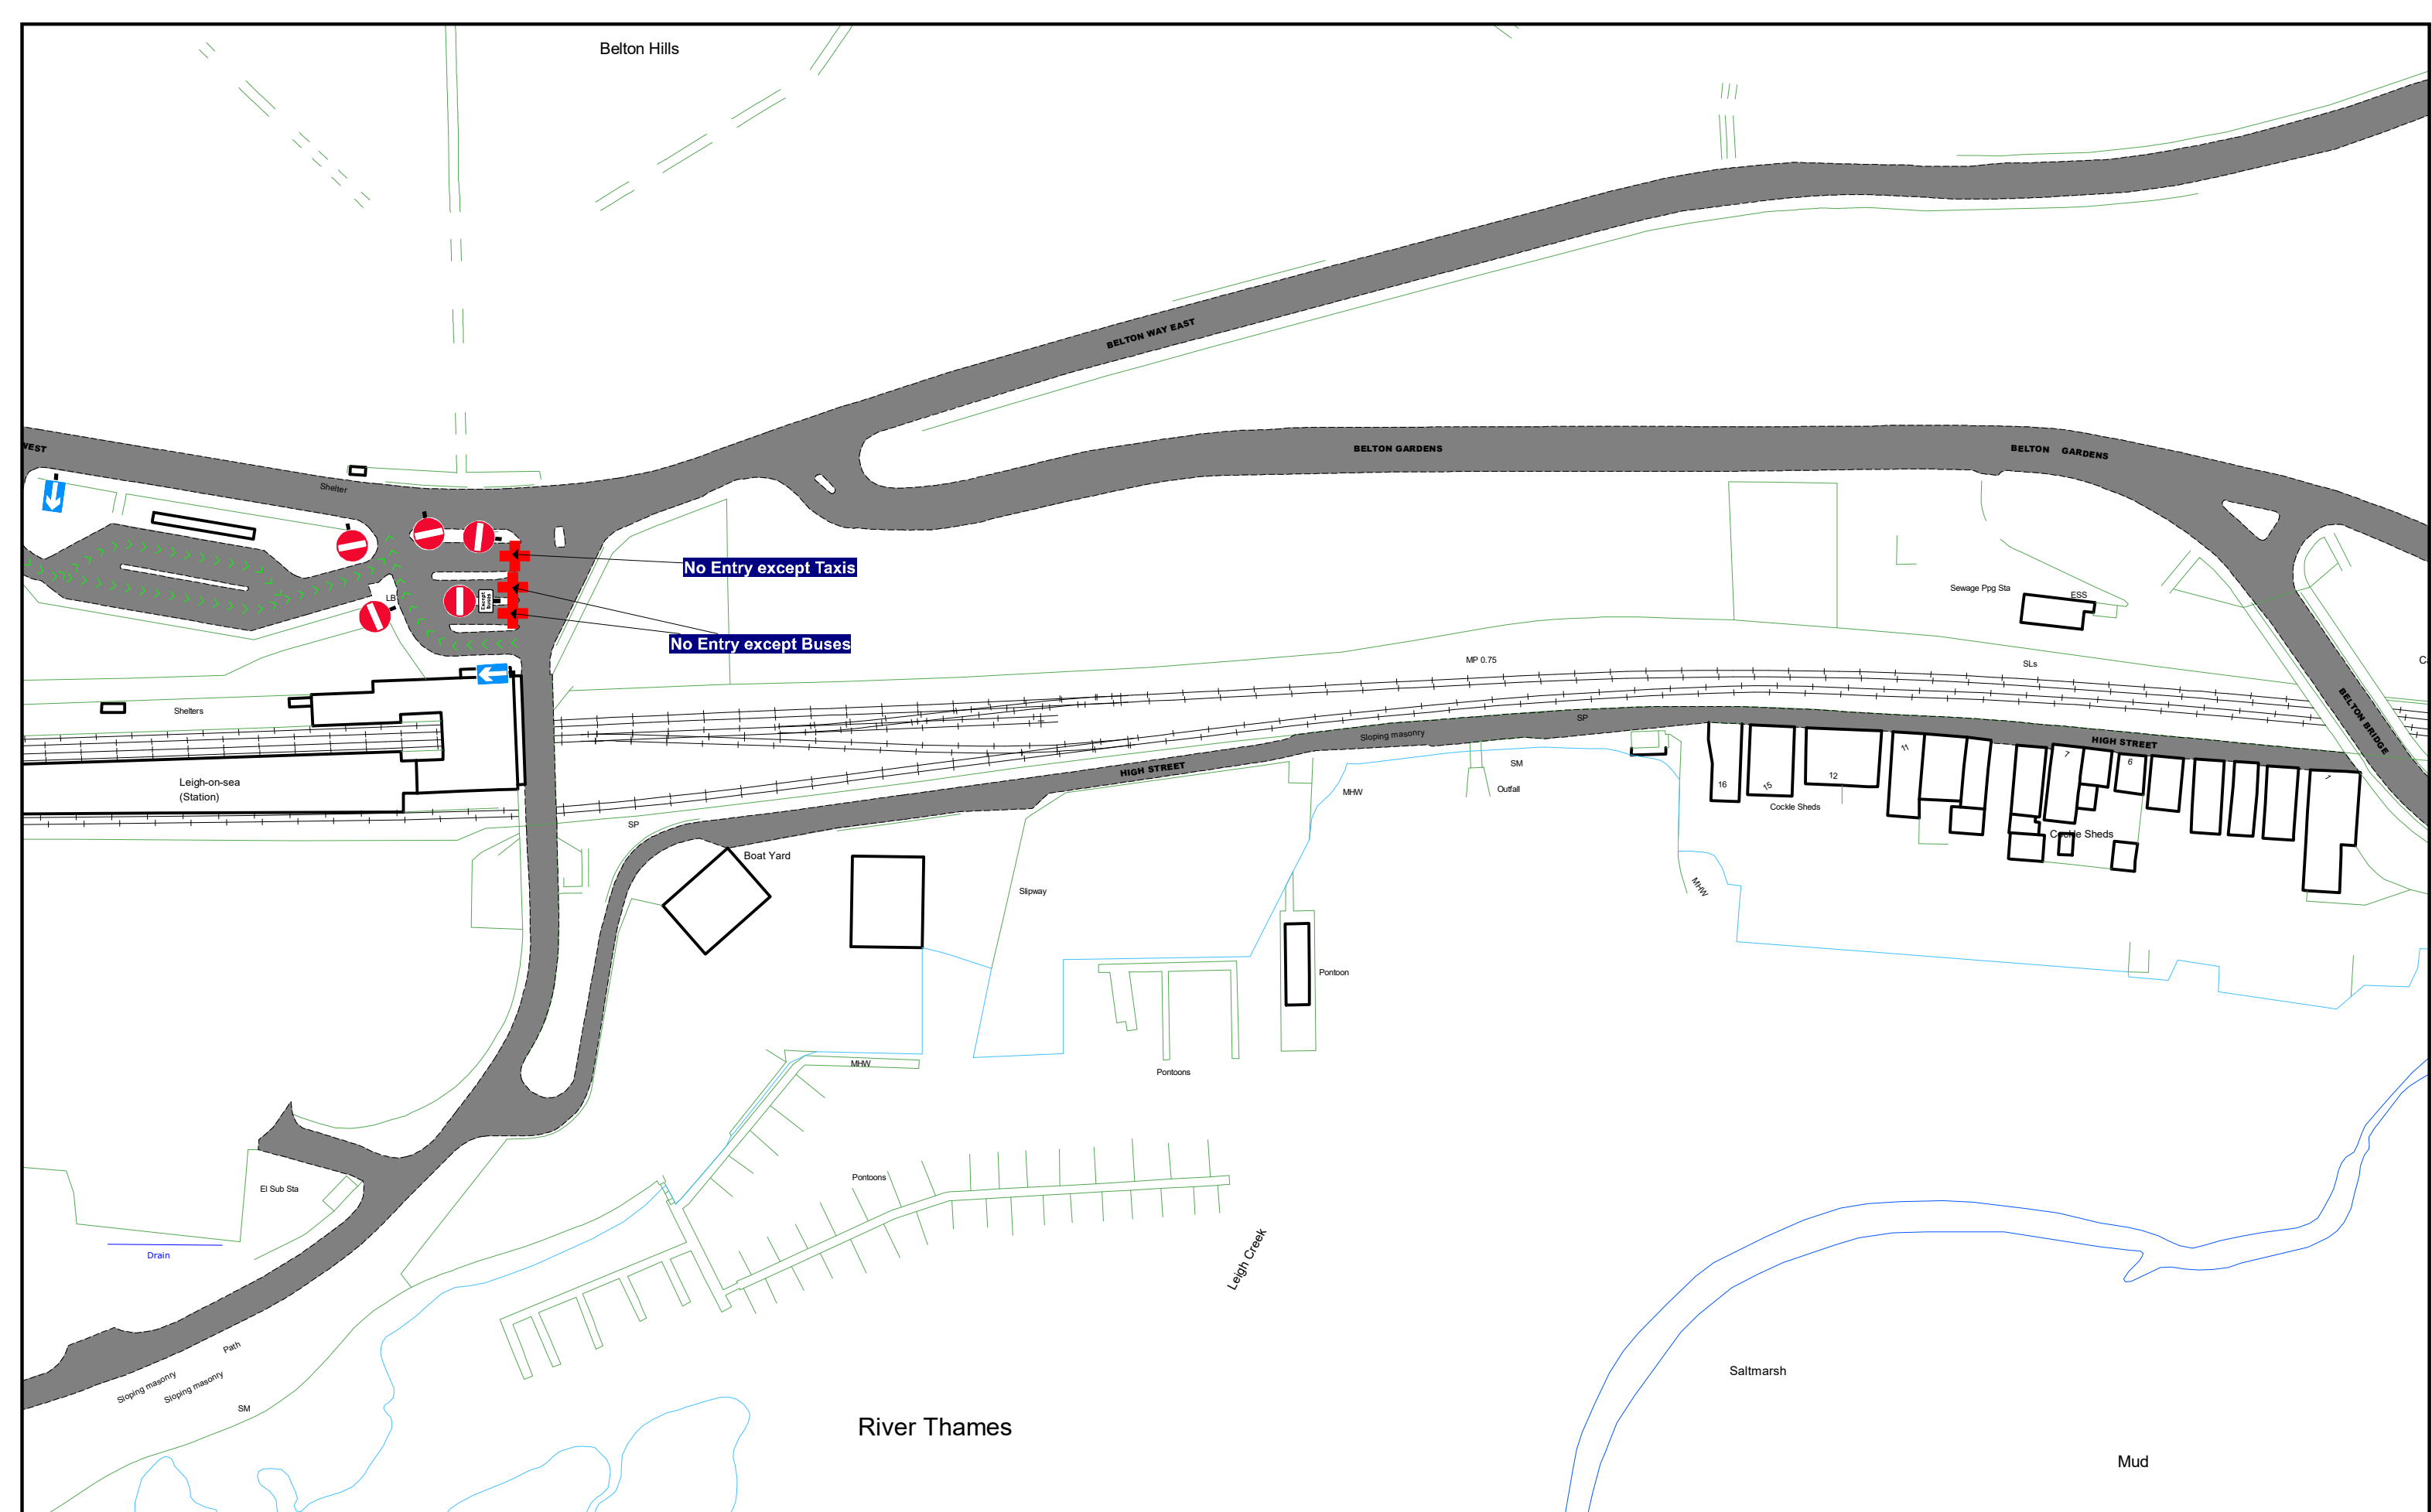 Belton Hills
BELTON WAY EAST
WEST
Shelter
BELTON GARDENS
BELTON GARDENS
No Entry except Taxis
LB
Except
Buses
No Entry except Buses
Sewage Ppg Sta
ESS
MP 0.75
SLs
Shelters
SP
BELTON BRIDGE
Sloping masonry
HIGH STREET
HIGH STREET
Leigh-on-sea
(Station)
SM
Outfall
MHW
16
15
12
11
7
6
1
Cockle Sheds
Cockle Sheds
SP
Boat Yard
Slipway
MHW
Pontoon
MHW
Pontoons
Pontoons
El Sub Sta
Drain
Leigh Creek
Path
Sloping masonry
Sloping masonry
SM
Saltmarsh
River Thames
Mud